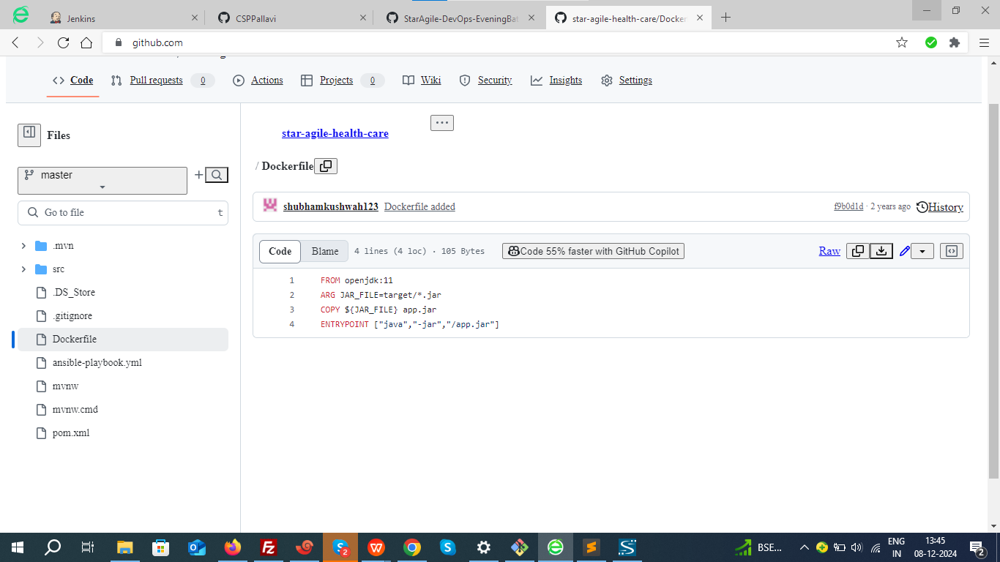 Jenkins
CSPPallavi
StarAgile-DevOps-EveningBat
star-agile-health-care/Docker
github.com
Code
Pull requests 0
Actions
Projects 0
Wiki
Security
Insights
Settings
Files
master
Go to file t
.mvn
src
.DS_Store
.gitignore
Dockerfile
ansible-playbook.yml
mvnw
mvnw.cmd
pom.xml
star-agile-health-care
/ Dockerfile
shubhamkushwah123 Dockerfile added f9b0d1d · 2 years ago History
Code Blame 4 lines (4 loc) · 105 Bytes Code 55% faster with GitHub Copilot Raw
1 FROM openjdk:11
2 ARG JAR_FILE=target/*.jar
3 COPY ${JAR_FILE} app.jar
4 ENTRYPOINT ["java","-jar","/app.jar"]
2
BSE...
ENG
IN
13:45
08-12-2024
2